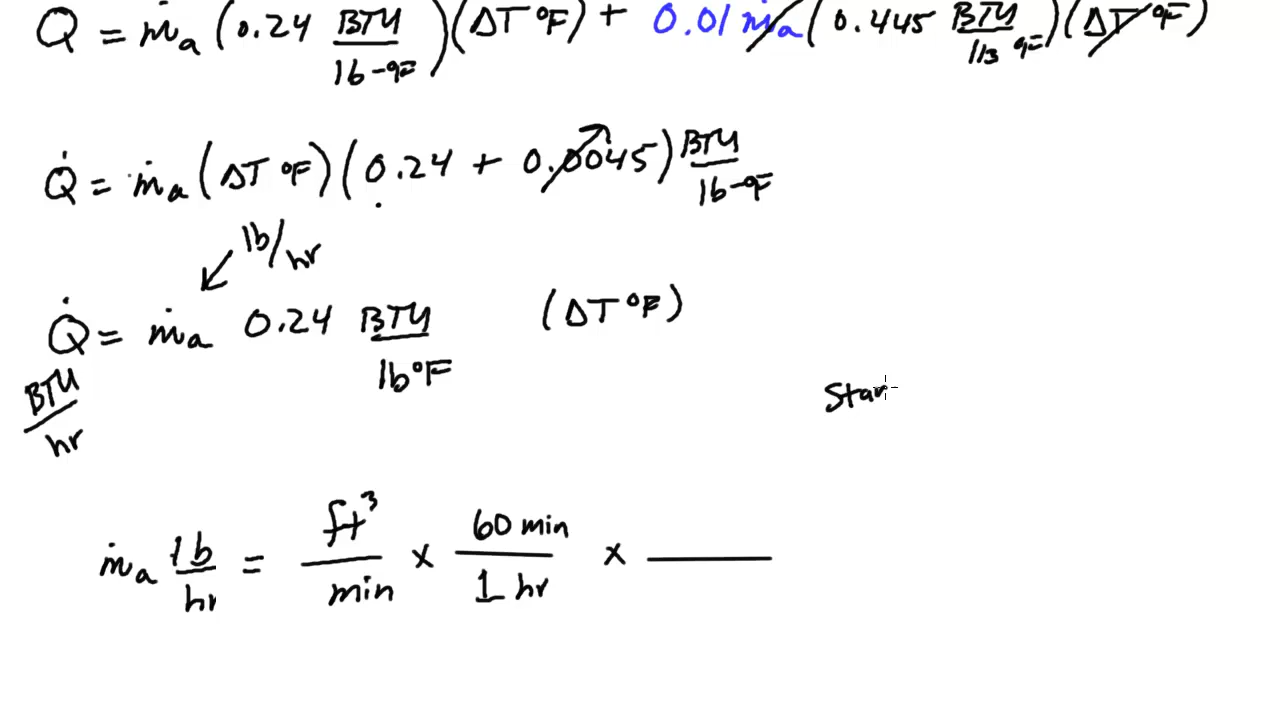 Q = ṁa (0.24 BTU/lb-°F)(ΔT °F) + 0.01 ṁa (0.445 BTU/lb °F)(ΔT °F)
Q̇ = ṁa (ΔT °F)(0.24 + 0.0045) BTU/lb-°F
lb/hr
Q̇ = ṁa 0.24 BTU/lb°F (ΔT °F)
BTU/hr
Star
ṁa lb/hr = ft³/min × 60 min/1 hr ×